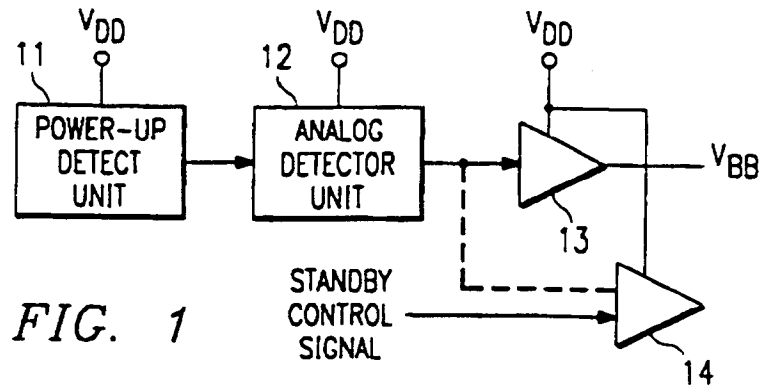 V_DD
V_DD
V_DD
11
12
POWER-UP
DETECT
UNIT
ANALOG
DETECTOR
UNIT
V_BB
13
STANDBY
CONTROL
SIGNAL
14
FIG. 1